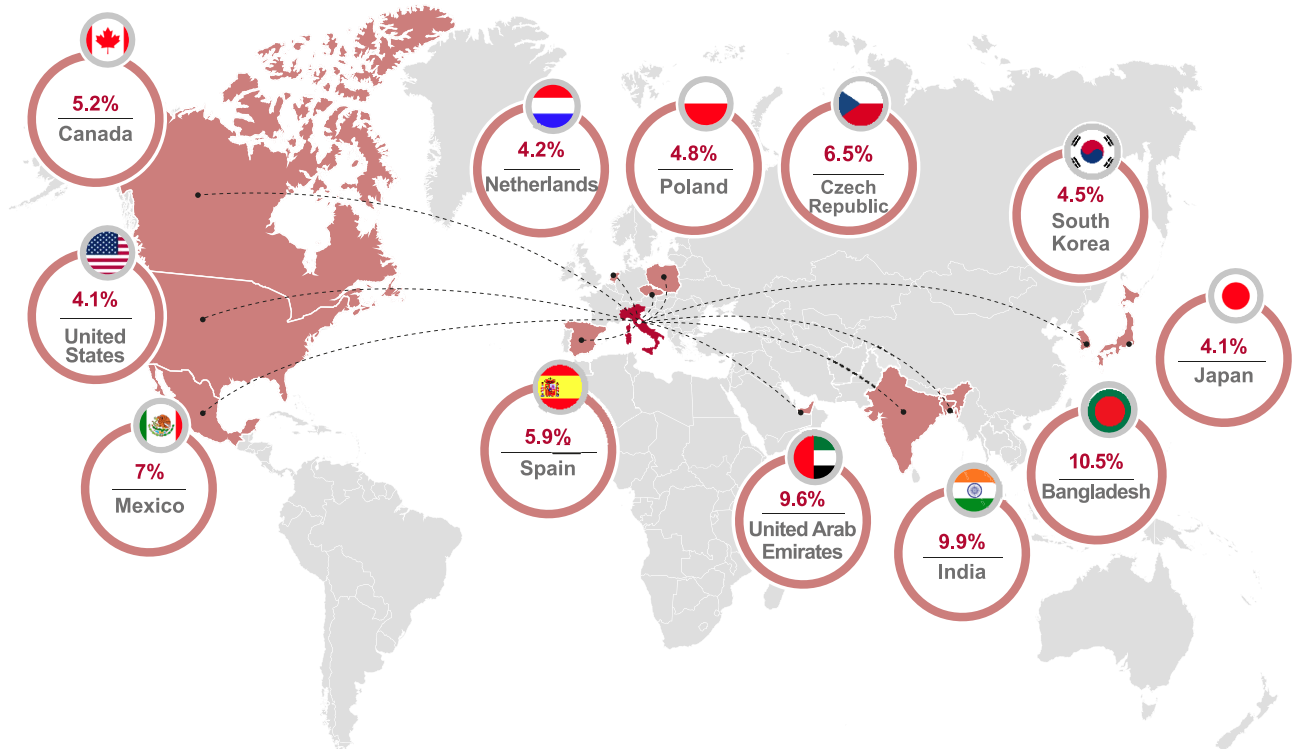 5.2%
Canada
4.2%
Netherlands
4.8%
Poland
6.5%
Czech
Republic
4.5%
South
Korea
4.1%
United
States
4.1%
Japan
7%
Mexico
5.9%
Spain
9.6%
United Arab
Emirates
9.9%
India
10.5%
Bangladesh